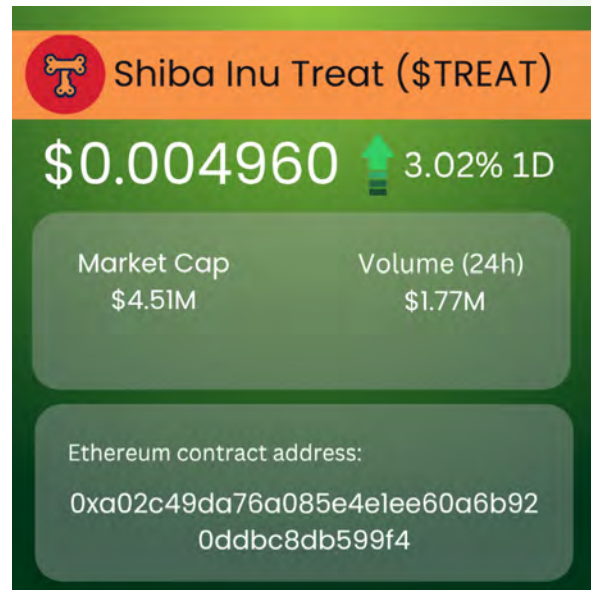 Shiba Inu Treat ($TREAT)
$0.004960 3.02% 1D
Market Cap Volume (24h)
$4.51M $1.77M
Ethereum contract address:
0xa02c49da76a085e4e1ee60a6b92
0ddbc8db599f4